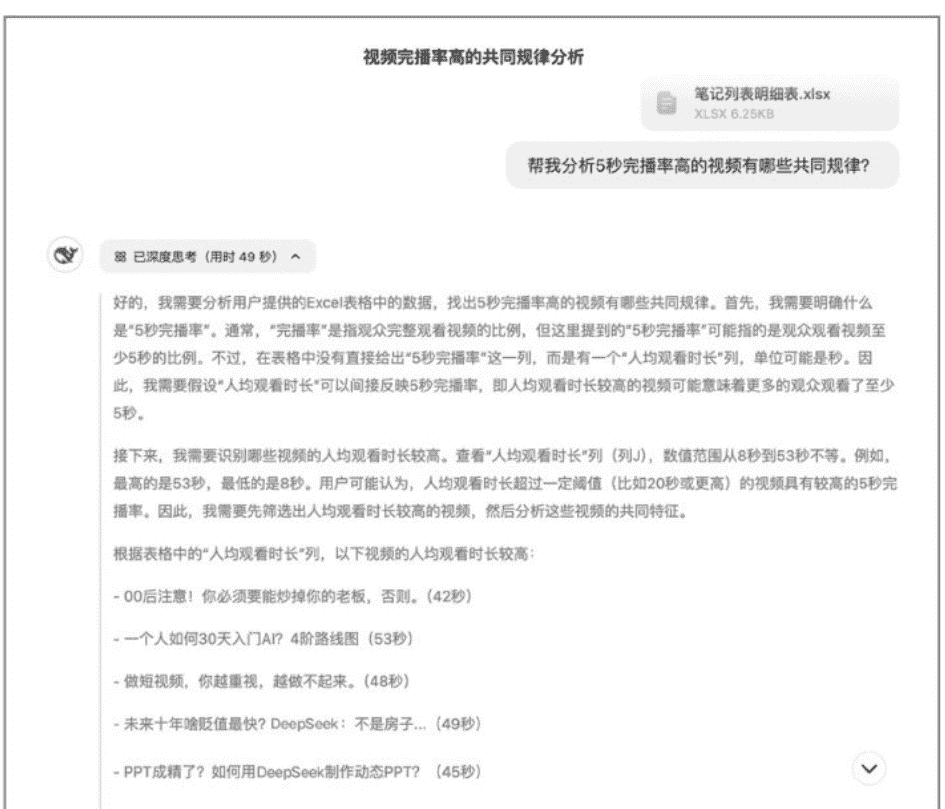 视频完播率高的共同规律分析
笔记列表明细表.xlsx
XLSX 6.25KB
帮我分析5秒完播率高的视频有哪些共同规律?
已深度思考（用时 49 秒）
好的，我需要分析用户提供的Excel表格中的数据，找出5秒完播率高的视频有哪些共同规律。首先，我需要明确什么
是“5秒完播率”。通常，“完播率”是指观众完整观看视频的比例，但这里提到的“5秒完播率”可能指的是观众观看视频至
少5秒的比例。不过，在表格中没有直接给出“5秒完播率”这一列，而是有一个“人均观看时长”列，单位可能是秒。因
此，我需要假设“人均观看时长”可以间接反映5秒完播率，即人均观看时长较高的视频可能意味着更多的观众观看了至少
5秒。
接下来，我需要识别哪些视频的人均观看时长较高。查看“人均观看时长”列（列J），数值范围从8秒到53秒不等。例如，
最高的是53秒，最低的是8秒。用户可能认为，人均观看时长超过一定阈值（比如20秒或更高）的视频具有较高的5秒完
播率。因此，我需要先筛选出人均观看时长较高的视频，然后分析这些视频的共同特征。
根据表格中的“人均观看时长”列，以下视频的人均观看时长较高：
- 00后注意！你必须要能炒掉你的老板，否则。（42秒）
- 一个人如何30天入门AI？4阶路线图（53秒）
- 做短视频，你越重视，越做不起来。（48秒）
- 未来十年啥贬值最快？DeepSeek：不是房子...（49秒）
- PPT成精了？如何用DeepSeek制作动态PPT？（45秒）